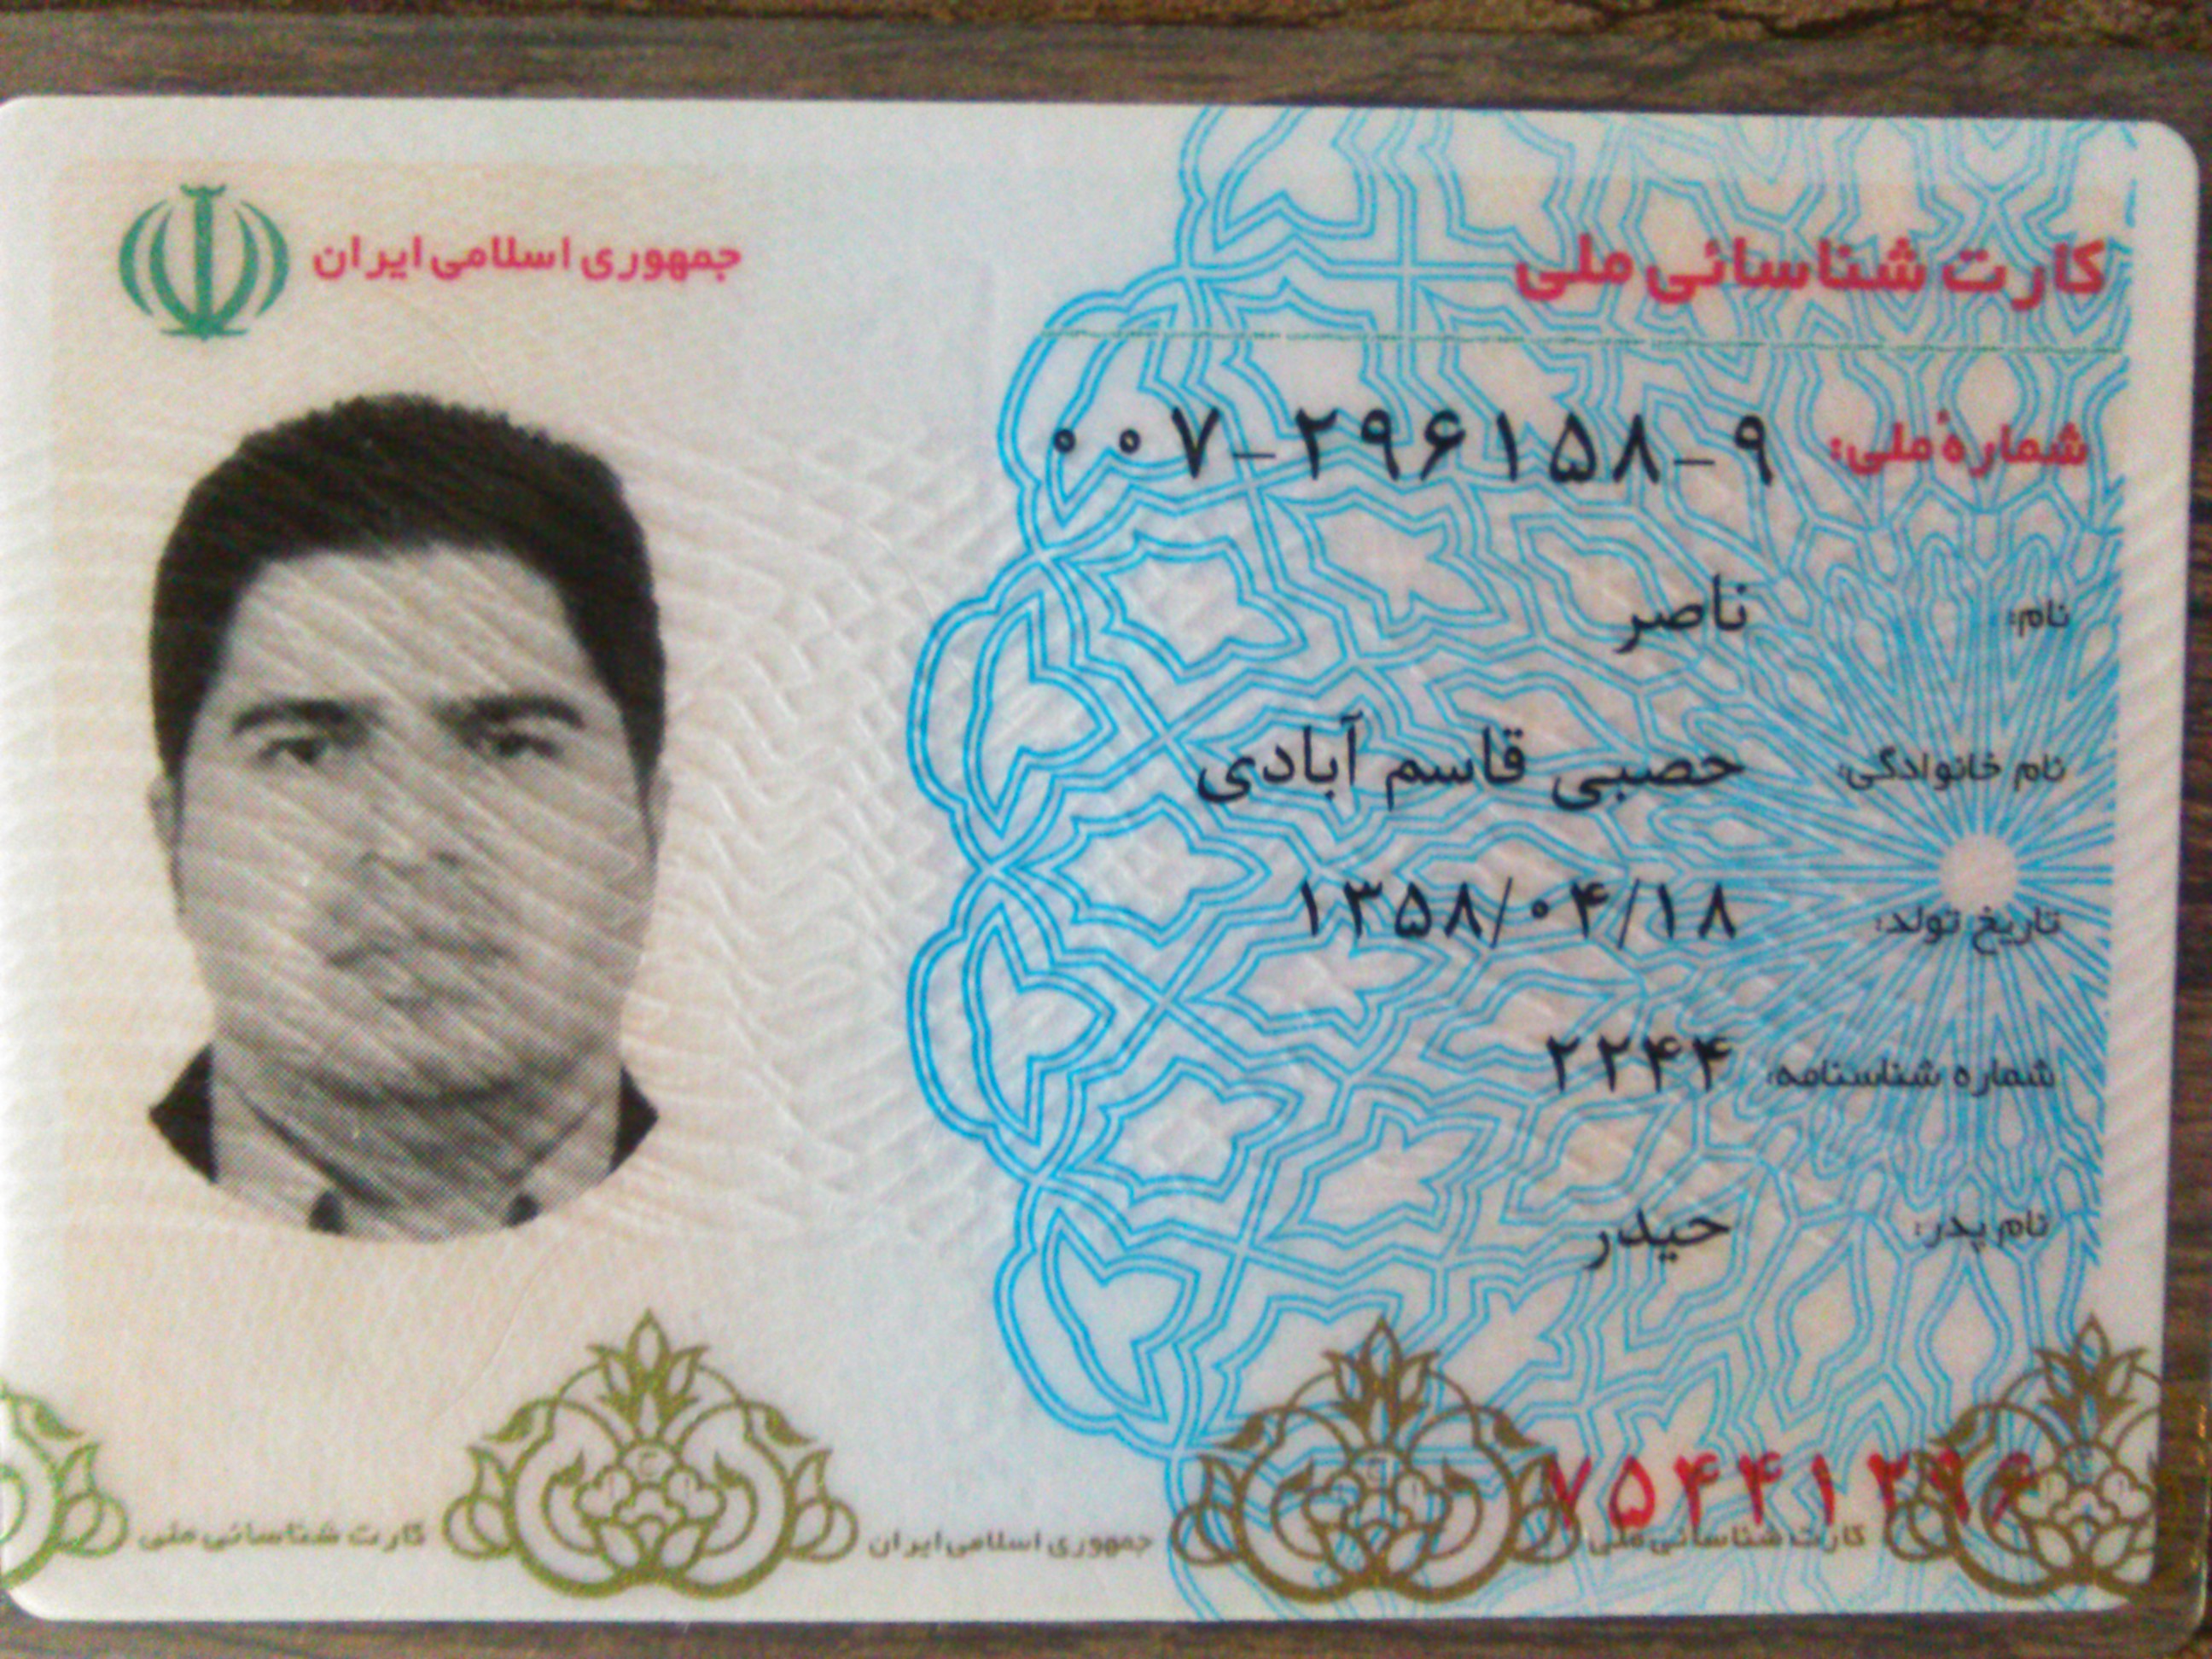 جمهوری اسلامی ایران
کارت شناسائی ملی
شمارهٔ ملی: ۰۰۷-۲۹۶۱۵۸-۹
نام: ناصر
نام خانوادگی: حصبی قاسم آبادی
تاریخ تولد: ۱۳۵۸/۰۴/۱۸
شماره شناسنامه: ۲۲۴۴
نام پدر: حیدر
۷۵۴۴۱۲۹۶
کارت شناسائی ملی جمهوری اسلامی ایران کارت شناسائی ملی